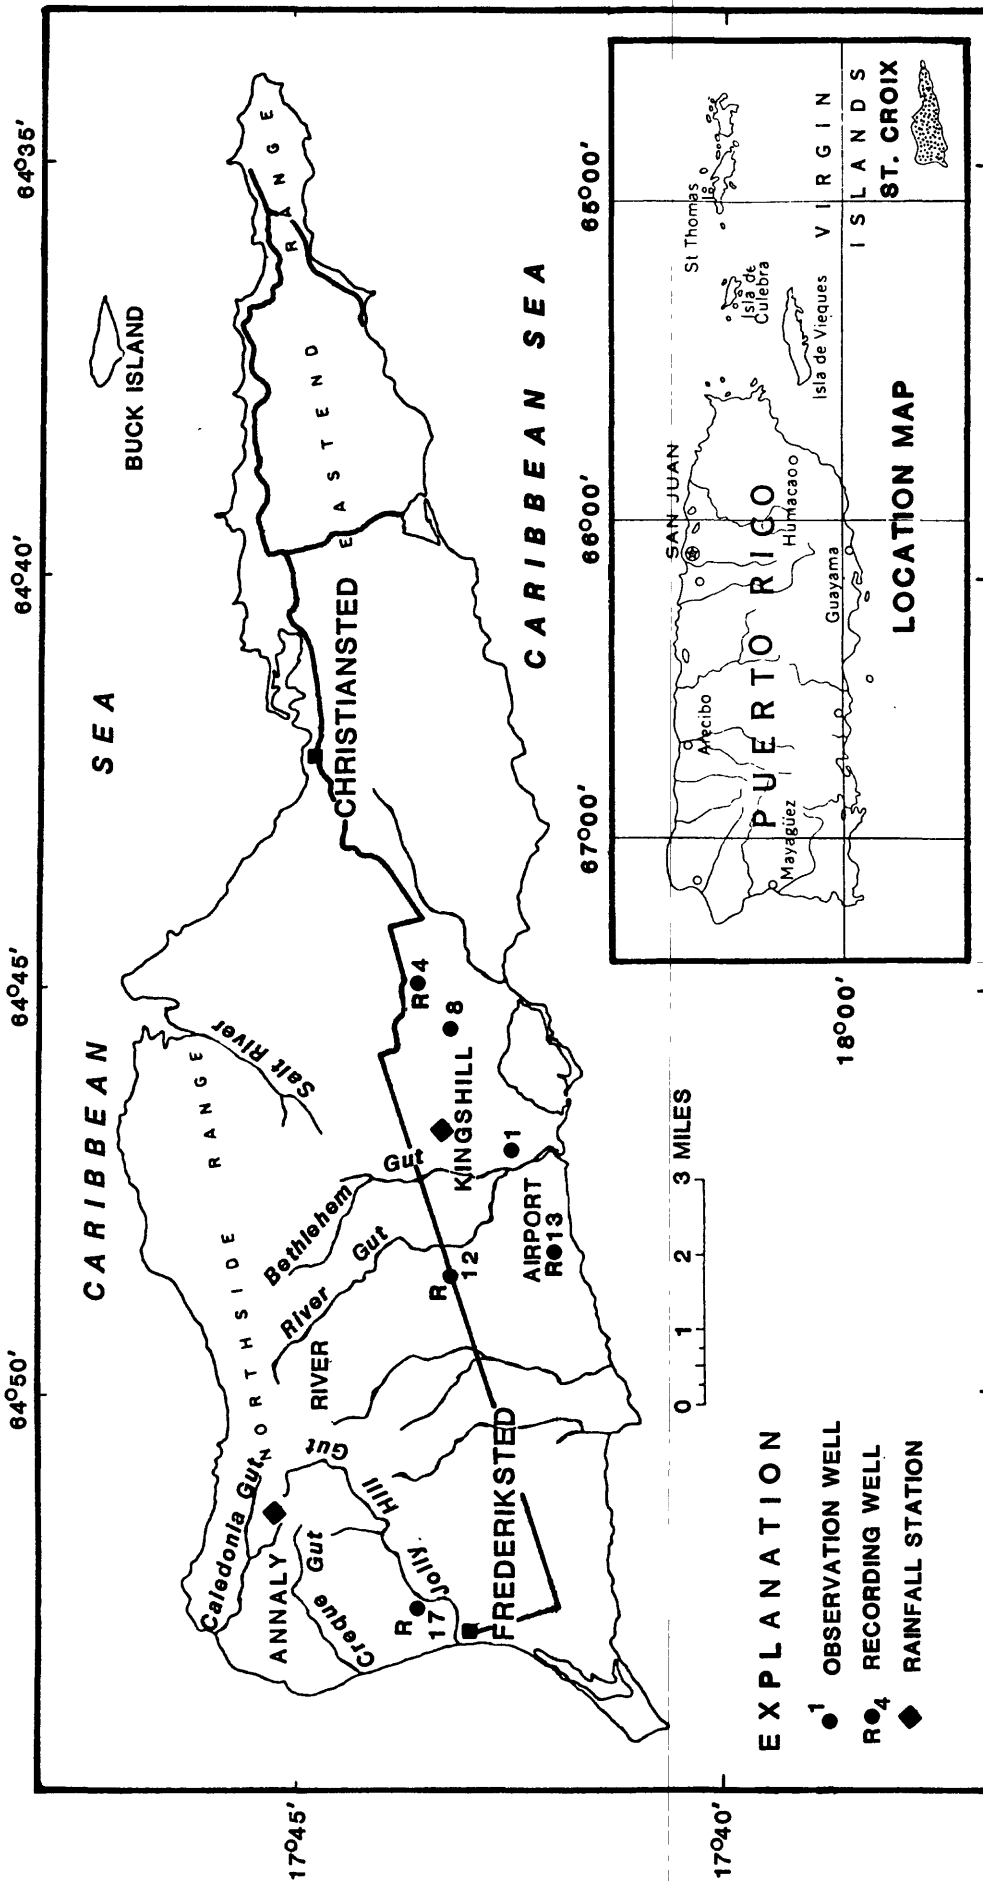 64°50'
64°45'
64°40'
64°35'
17°45'
17°40'
CARIBBEAN
SEA
BUCK ISLAND
Caledonia Gut
NORTHSIDE RANGE
Salt River
ANNALY
Creque
Gut
Jolly
Hill
Gut
RIVER
River
Gut
Bethlehem
Gut
R
17
R
12
KINGSHILL
8
R 4
1
AIRPORT
R 13
FREDERIKSTED
CHRISTIANSTED
EAST END
RANGE
CARIBBEAN SEA
0 1 2 3 MILES
EXPLANATION
1 OBSERVATION WELL
R 4 RECORDING WELL
RAINFALL STATION
67°00'
66°00'
65°00'
18°00'
SAN JUAN
Arecibo
PUERTO RICO
Mayagüez
Humacao
Guayama
St Thomas
Isla de
Culebra
Isla de Vieques
VIRGIN
ISLANDS
ST. CROIX
LOCATION MAP